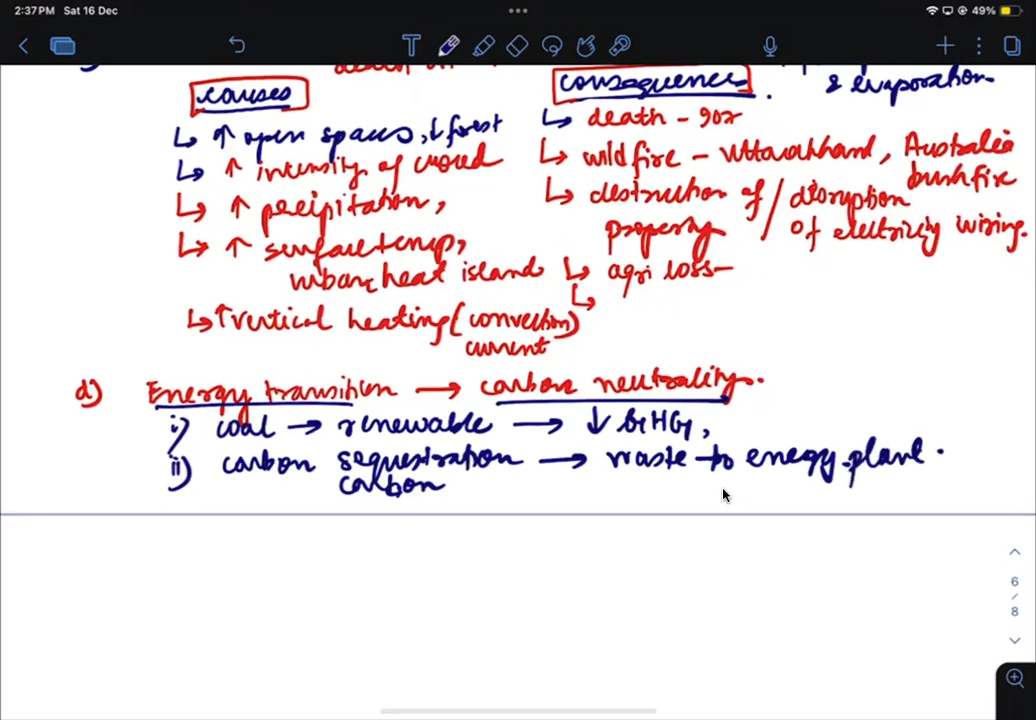 2:37 PM Sat 16 Dec
49%
T
causes
consequence
& evaporation
↳ ↑ open spaces, ↓ forest
↳ ↑ intensity of crowd
↳ ↑ precipitation,
↳ ↑ surface temp,
urban heat island
↳ ↑ vertical heating (convection)
current
↳ death -
↳ wild fire - Uttarakhand, Australia
bushfire
↳ destruction of / disruption
property / of electricity wiring.
↳ agri loss -
↳
d) Energy transition → carbon neutrality.
i) coal → renewable → ↓ GHG,
ii) carbon sequestration → waste to energy plant.
carbon
6
/
8